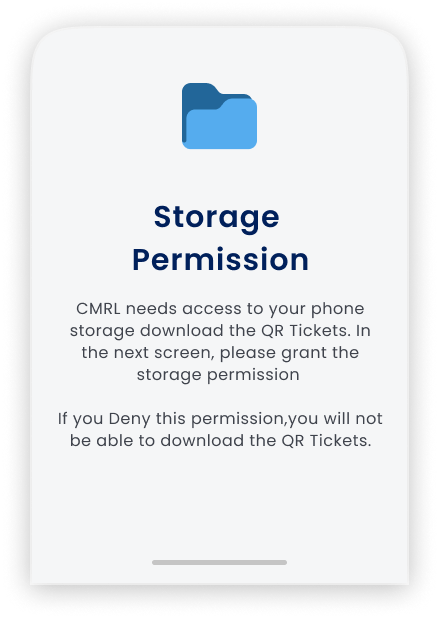 Storage
Permission
CMRL needs access to your phone
storage download the QR Tickets. In
the next screen, please grant the
storage permission
If you Deny this permission,you will not
be able to download the QR Tickets.